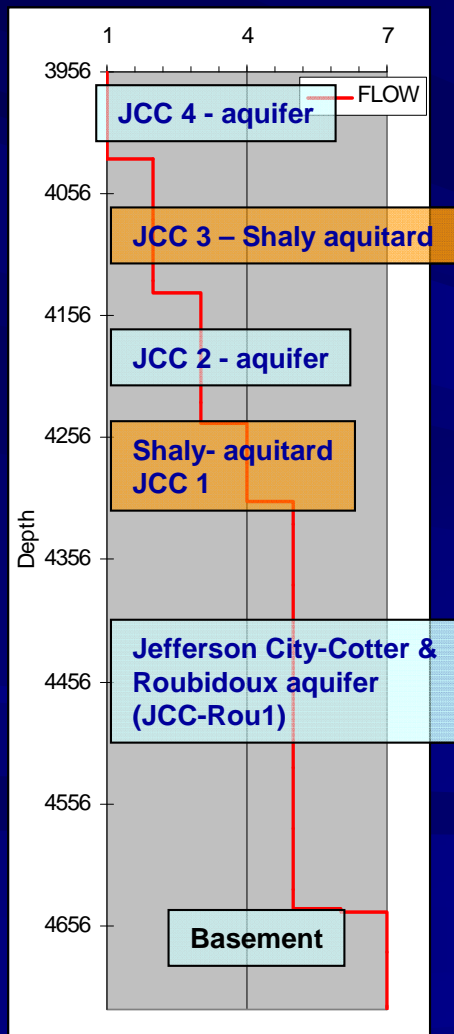 1 4 7
3956
FLOW
JCC 4 - aquifer
4056
JCC 3 – Shaly aquitard
4156
JCC 2 - aquifer
4256
Shaly- aquitard
JCC 1
Depth
4356
Jefferson City-Cotter &
Roubidoux aquifer
(JCC-Rou1)
4456
4556
4656
Basement